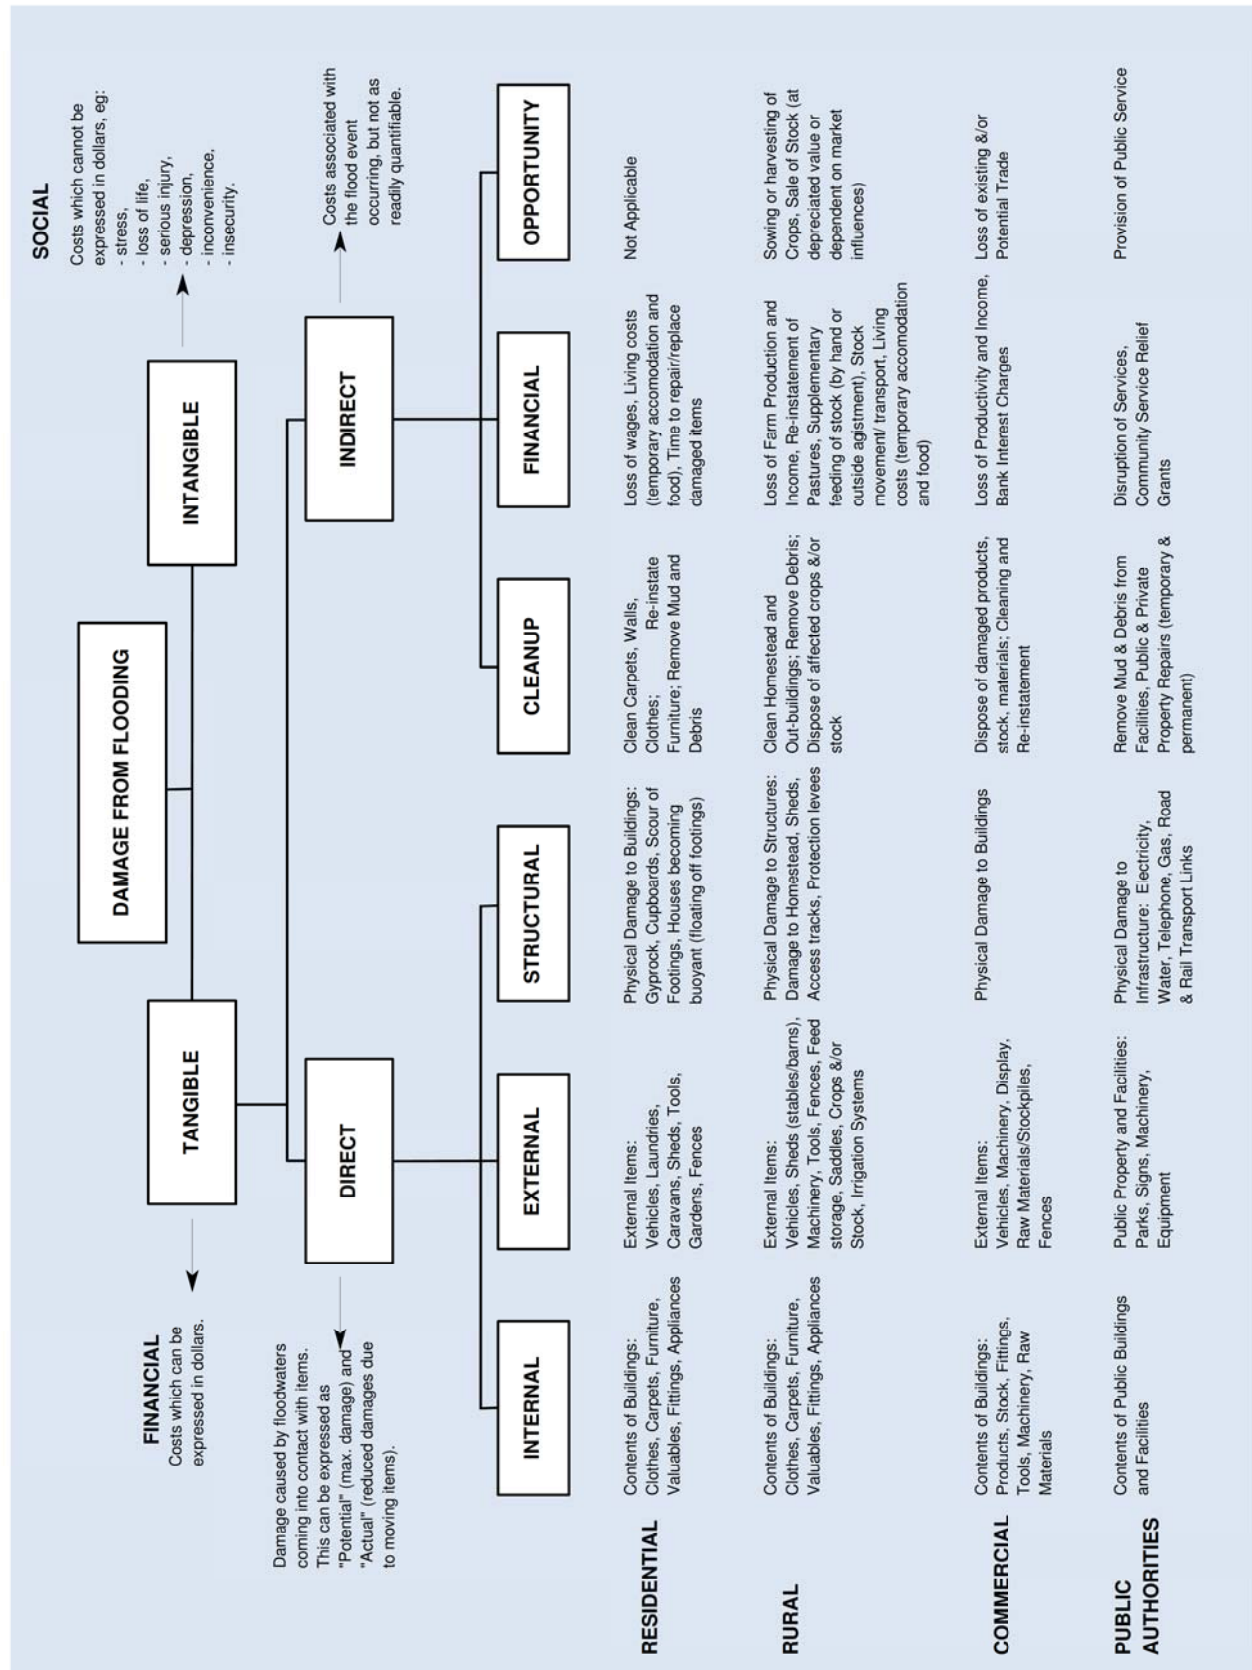 SOCIAL
Costs which cannot be
expressed in dollars, eg:
- stress,
- loss of life,
- serious injury,
- depression,
- inconvenience,
- insecurity.
DAMAGE FROM FLOODING
FINANCIAL
Costs which can be
expressed in dollars.
TANGIBLE
INTANGIBLE
Damage caused by floodwaters
coming into contact with items.
This can be expressed as
"Potential" (max. damage) and
"Actual" (reduced damages due
to moving items).
DIRECT
INDIRECT
Costs associated with
the flood event
occurring, but not as
readily quantifiable.
INTERNAL
EXTERNAL
STRUCTURAL
CLEANUP
FINANCIAL
OPPORTUNITY
RESIDENTIAL
Contents of Buildings:
Clothes, Carpets, Furniture,
Valuables, Fittings, Appliances
External Items:
Vehicles, Laundries,
Caravans, Sheds, Tools,
Gardens, Fences
Physical Damage to Buildings:
Gyprock, Cupboards, Scour of
Footings, Houses becoming
buoyant (floating off footings)
Clean Carpets, Walls,
Clothes; Re-instate
Furniture; Remove Mud and
Debris
Loss of wages, Living costs
(temporary accomodation and
food), Time to repair/replace
damaged items
Not Applicable
RURAL
Contents of Buildings:
Clothes, Carpets, Furniture,
Valuables, Fittings, Appliances
External Items:
Vehicles, Sheds (stables/barns),
Machinery, Tools, Fences, Feed
storage, Saddles, Crops &/or
Stock, Irrigation Systems
Physical Damage to Structures:
Damage to Homestead, Sheds,
Access tracks, Protection levees
Clean Homestead and
Out-buildings; Remove Debris;
Dispose of affected crops &/or
stock
Loss of Farm Production and
Income, Re-instatement of
Pastures, Supplementary
feeding of stock (by hand or
outside agistment), Stock
movement/ transport, Living
costs (temporary accomodation
and food)
Sowing or harvesting of
Crops, Sale of Stock (at
depreciated value or
dependent on market
influences)
COMMERCIAL
Contents of Buildings:
Products, Stock, Fittings,
Tools, Machinery, Raw
Materials
External Items:
Vehicles, Machinery, Display,
Raw Materials/Stockpiles,
Fences
Physical Damage to Buildings
Dispose of damaged products,
stock, materials; Cleaning and
Re-instatement
Loss of Productivity and Income,
Bank Interest Charges
Loss of existing &/or
Potential Trade
PUBLIC
AUTHORITIES
Contents of Public Buildings
and Facilities
Public Property and Facilities:
Parks, Signs, Machinery,
Equipment
Physical Damage to
Infrastructure: Electricity,
Water, Telephone, Gas, Road
& Rail Transport Links
Remove Mud & Debris from
Facilities, Public & Private
Property Repairs (temporary &
permanent)
Disruption of Services,
Community Service Relief
Grants
Provision of Public Service